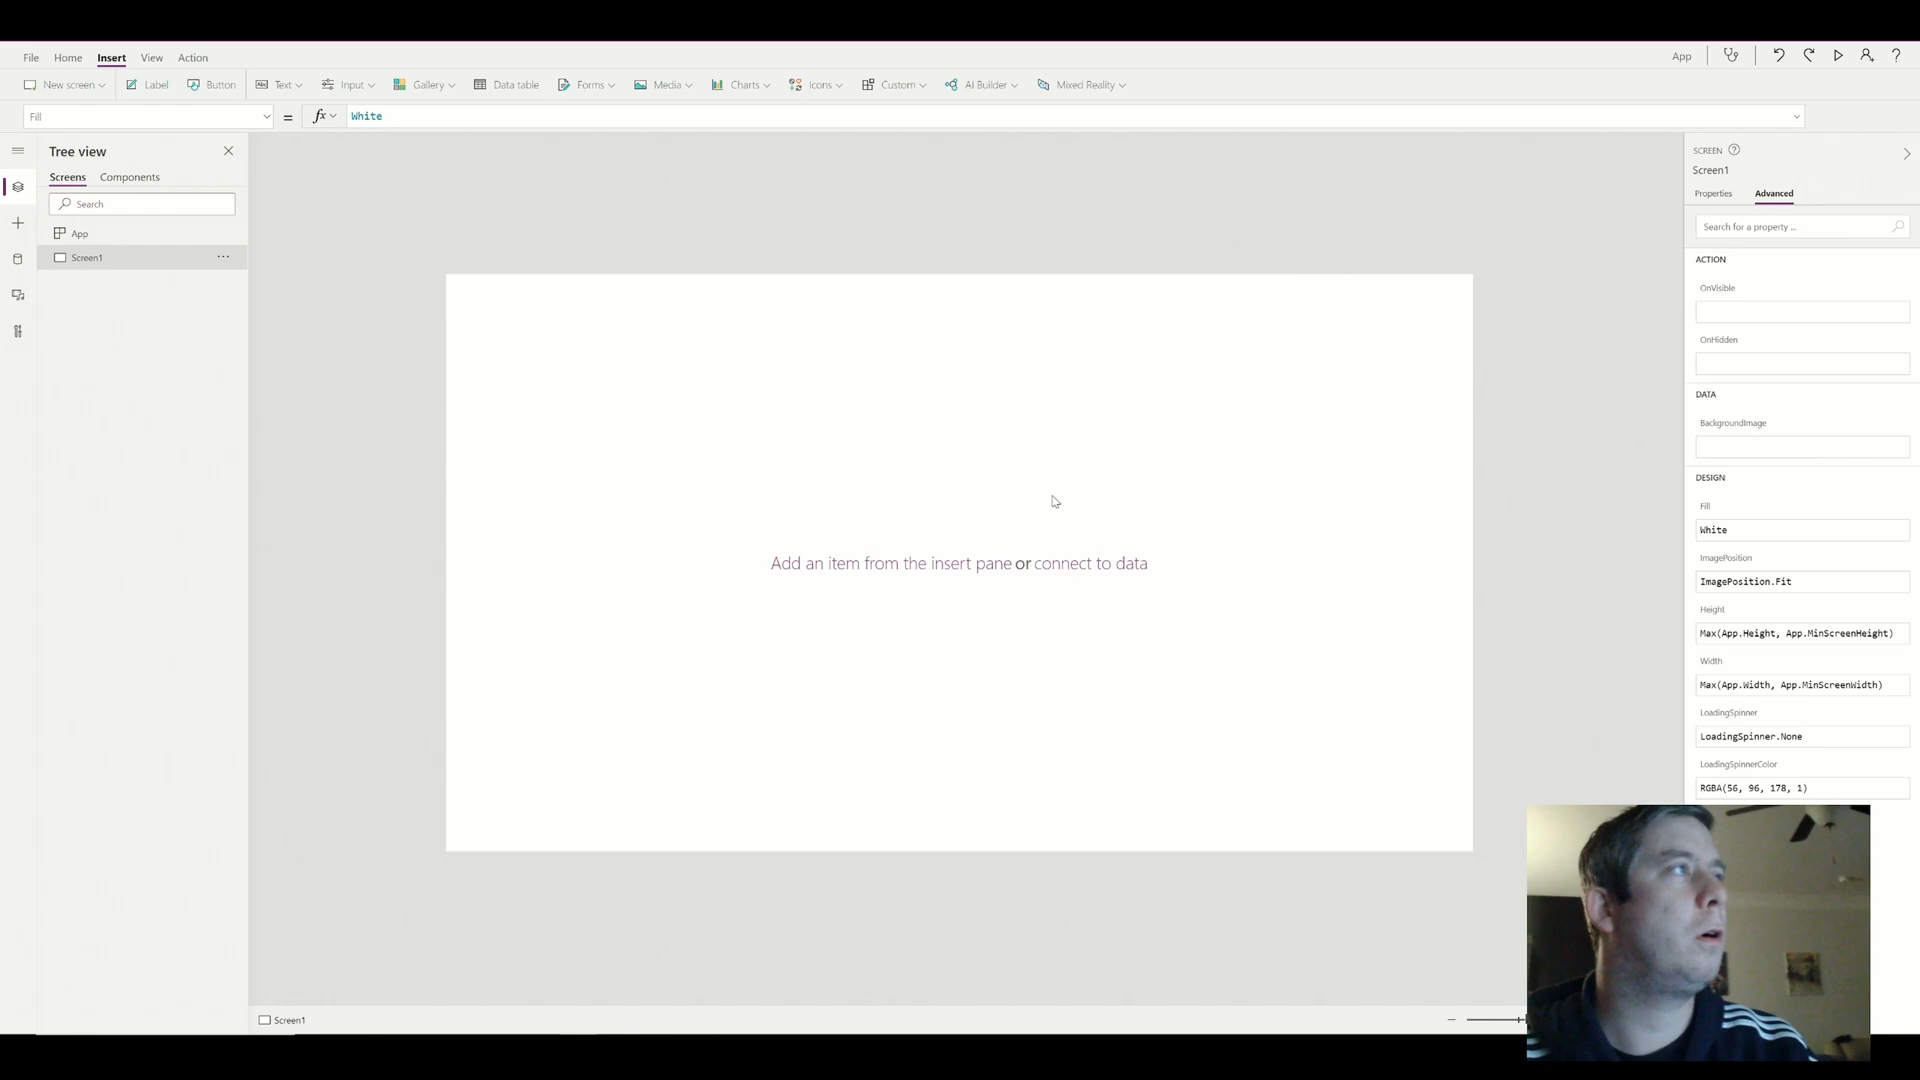 File Home Insert View Action App
New screen Label Button Text Input Gallery Data table Forms Media Charts Icons Custom AI Builder Mixed Reality
Fill = fx White
Tree view
Screens Components
Search
App
Screen1 ...
Add an item from the insert pane or connect to data
Screen1
SCREEN
Screen1
Properties Advanced
Search for a property ...
ACTION
OnVisible
OnHidden
DATA
BackgroundImage
DESIGN
Fill
White
ImagePosition
ImagePosition.Fit
Height
Max(App.Height, App.MinScreenHeight)
Width
Max(App.Width, App.MinScreenWidth)
LoadingSpinner
LoadingSpinner.None
LoadingSpinnerColor
RGBA(56, 96, 178, 1)